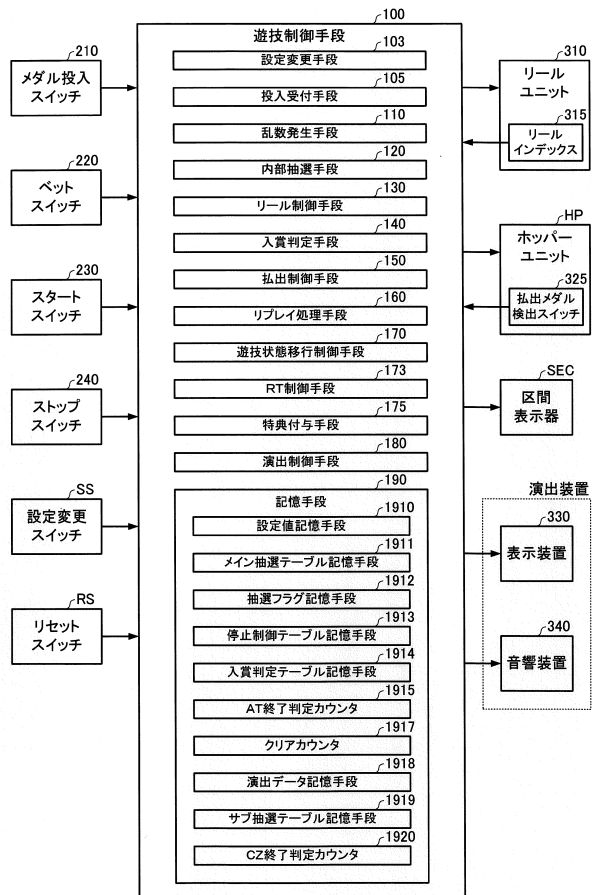 100
遊技制御手段
210
メダル投入
スイッチ
220
ベット
スイッチ
230
スタート
スイッチ
240
ストップ
スイッチ
SS
設定変更
スイッチ
RS
リセット
スイッチ
103
設定変更手段
105
投入受付手段
110
乱数発生手段
120
内部抽選手段
130
リール制御手段
140
入賞判定手段
150
払出制御手段
160
リプレイ処理手段
170
遊技状態移行制御手段
173
RT制御手段
175
特典付与手段
180
演出制御手段
190
記憶手段
1910
設定値記憶手段
1911
メイン抽選テーブル記憶手段
1912
抽選フラグ記憶手段
1913
停止制御テーブル記憶手段
1914
入賞判定テーブル記憶手段
1915
AT終了判定カウンタ
1917
クリアカウンタ
1918
演出データ記憶手段
1919
サブ抽選テーブル記憶手段
1920
CZ終了判定カウンタ
310
リール
ユニット
315
リール
インデックス
HP
ホッパー
ユニット
325
払出メダル
検出スイッチ
SEC
区間
表示器
演出装置
330
表示装置
340
音響装置